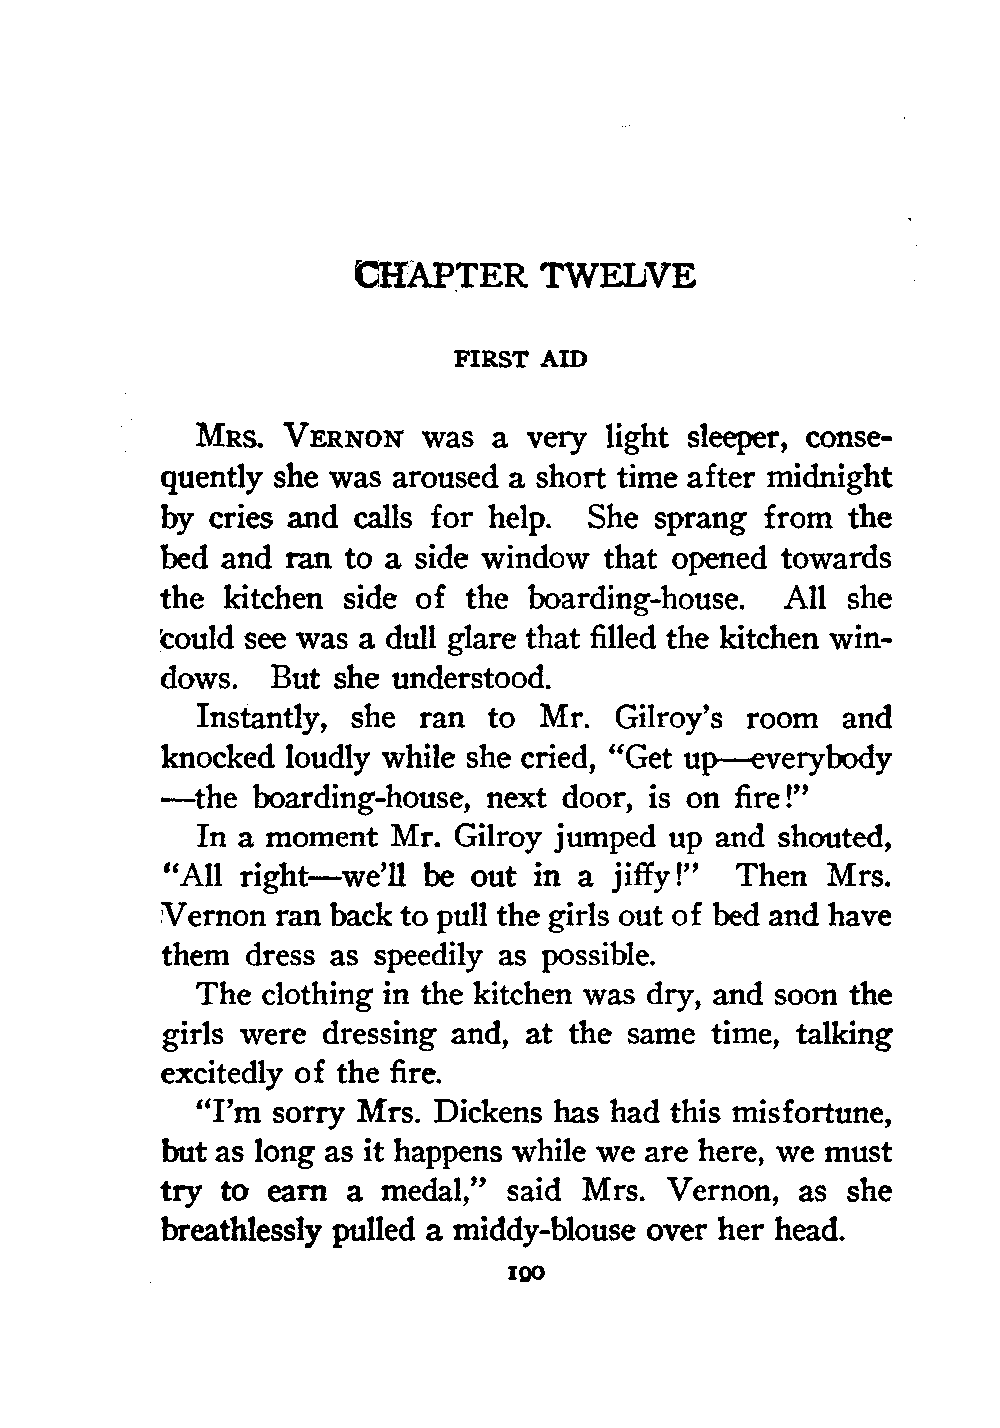 CHAPTER TWELVE
FIRST AID
MRS. VERNON was a very light sleeper, conse-
quently she was aroused a short time after midnight
by cries and calls for help. She sprang from the
bed and ran to a side window that opened towards
the kitchen side of the boarding-house. All she
could see was a dull glare that filled the kitchen win-
dows. But she understood.
Instantly, she ran to Mr. Gilroy's room and
knocked loudly while she cried, "Get up—everybody
—the boarding-house, next door, is on fire!"
In a moment Mr. Gilroy jumped up and shouted,
"All right—we'll be out in a jiffy!" Then Mrs.
Vernon ran back to pull the girls out of bed and have
them dress as speedily as possible.
The clothing in the kitchen was dry, and soon the
girls were dressing and, at the same time, talking
excitedly of the fire.
"I'm sorry Mrs. Dickens has had this misfortune,
but as long as it happens while we are here, we must
try to earn a medal," said Mrs. Vernon, as she
breathlessly pulled a middy-blouse over her head.
190